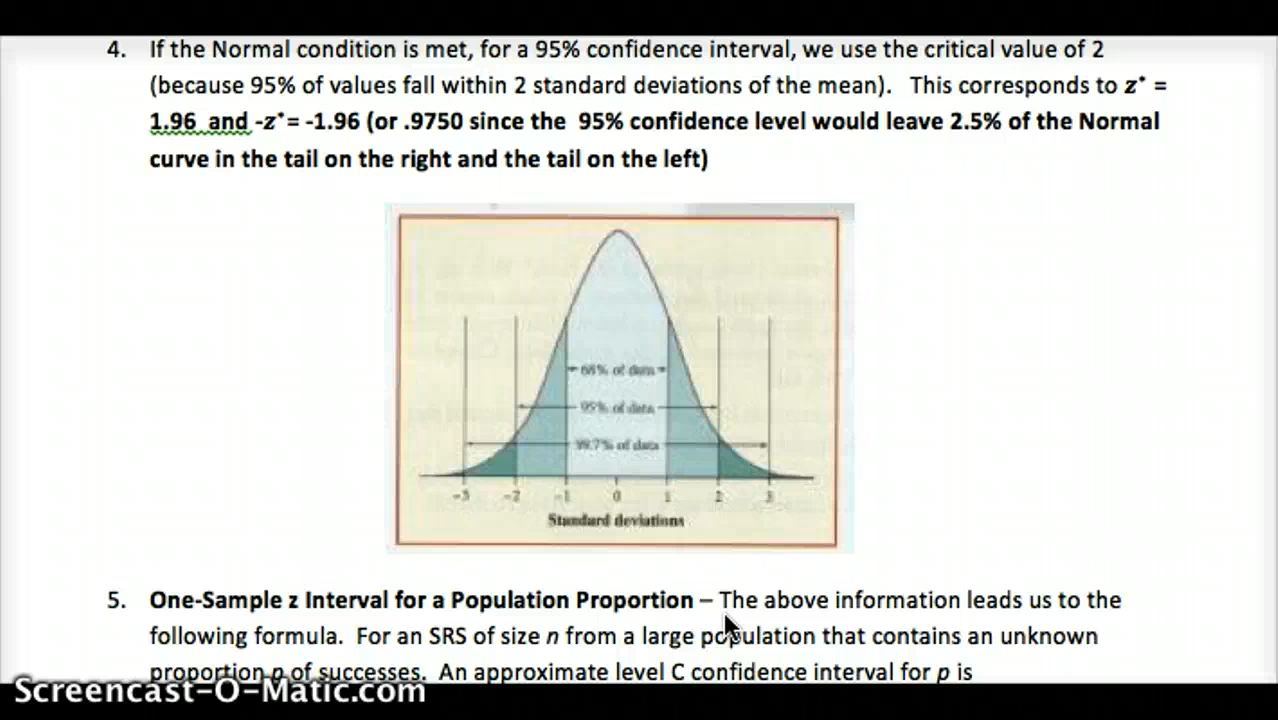 4. If the Normal condition is met, for a 95% confidence interval, we use the critical value of 2
(because 95% of values fall within 2 standard deviations of the mean). This corresponds to z* =
1.96 and -z*= -1.96 (or .9750 since the 95% confidence level would leave 2.5% of the Normal
curve in the tail on the right and the tail on the left)
68% of data
95% of data
99.7% of data
-3 -2 -1 0 1 2 3
Standard deviations
5. One-Sample z Interval for a Population Proportion – The above information leads us to the
following formula. For an SRS of size n from a large population that contains an unknown
proportion p of successes. An approximate level C confidence interval for p is
Screencast-O-Matic.com